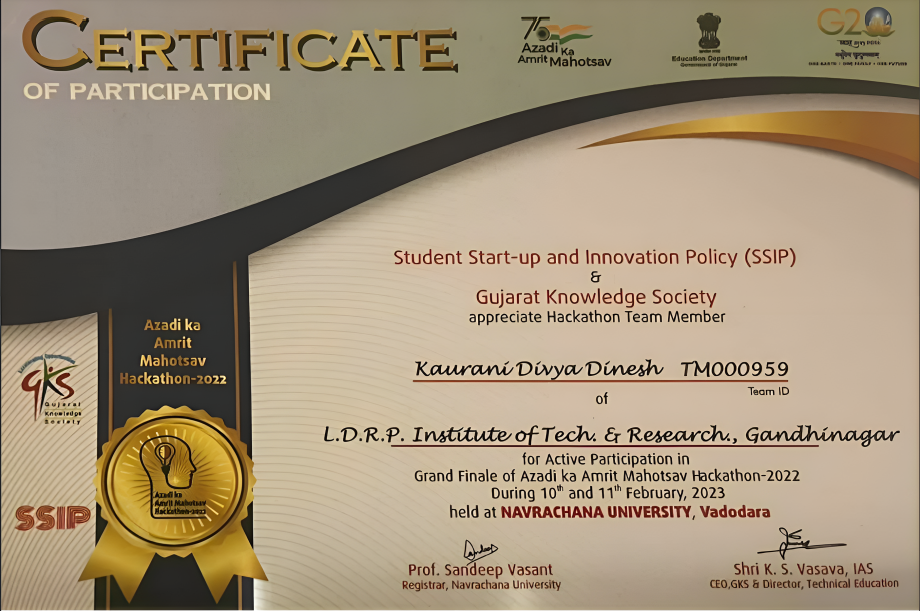 CERTIFICATE
OF PARTICIPATION
75
Azadi Ka
Amrit Mahotsav
Education Department
Government of Gujarat
G20
ONE EARTH • ONE FAMILY • ONE FUTURE
Student Start-up and Innovation Policy (SSIP)
&
Gujarat Knowledge Society
appreciate Hackathon Team Member
Kaurani Divya Dinesh TM000959
Team ID
of
L.D.R.P. Institute of Tech. & Research., Gandhinagar
for Active Participation in
Grand Finale of Azadi ka Amrit Mahotsav Hackathon-2022
During 10th and 11th February, 2023
held at NAVRACHANA UNIVERSITY, Vadodara
Azadi ka
Amrit
Mahotsav
Hackathon-2022
GKS
Gujarat
Knowledge
Society
Azadi ka
Amrit Mahotsav
Hackathon-2022
SSIP
Prof. Sandeep Vasant
Registrar, Navrachana University
Shri K. S. Vasava, IAS
CEO,GKS & Director, Technical Education